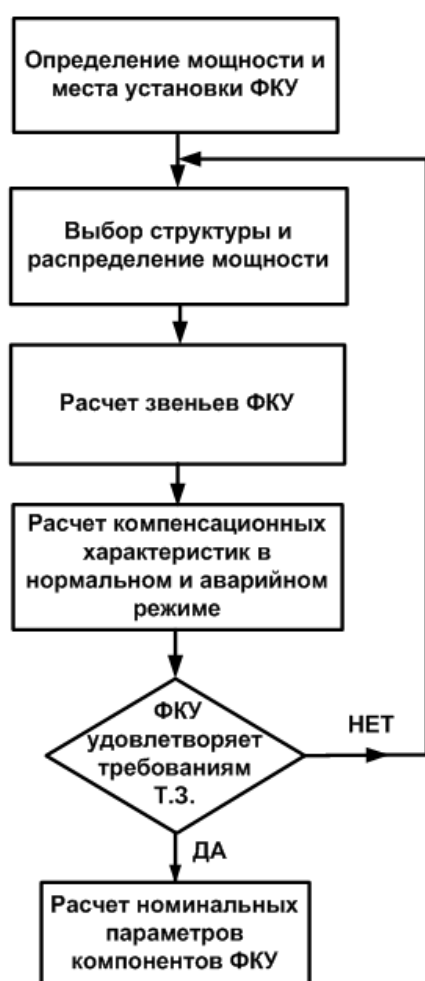 Определение мощности и
места установки ФКУ
Выбор структуры и
распределение мощности
Расчет звеньев ФКУ
Расчет компенсационных
характеристик в
нормальном и аварийном
режиме
ФКУ
удовлетворяет
требованиям
Т.З.
НЕТ
ДА
Расчет номинальных
параметров
компонентов ФКУ